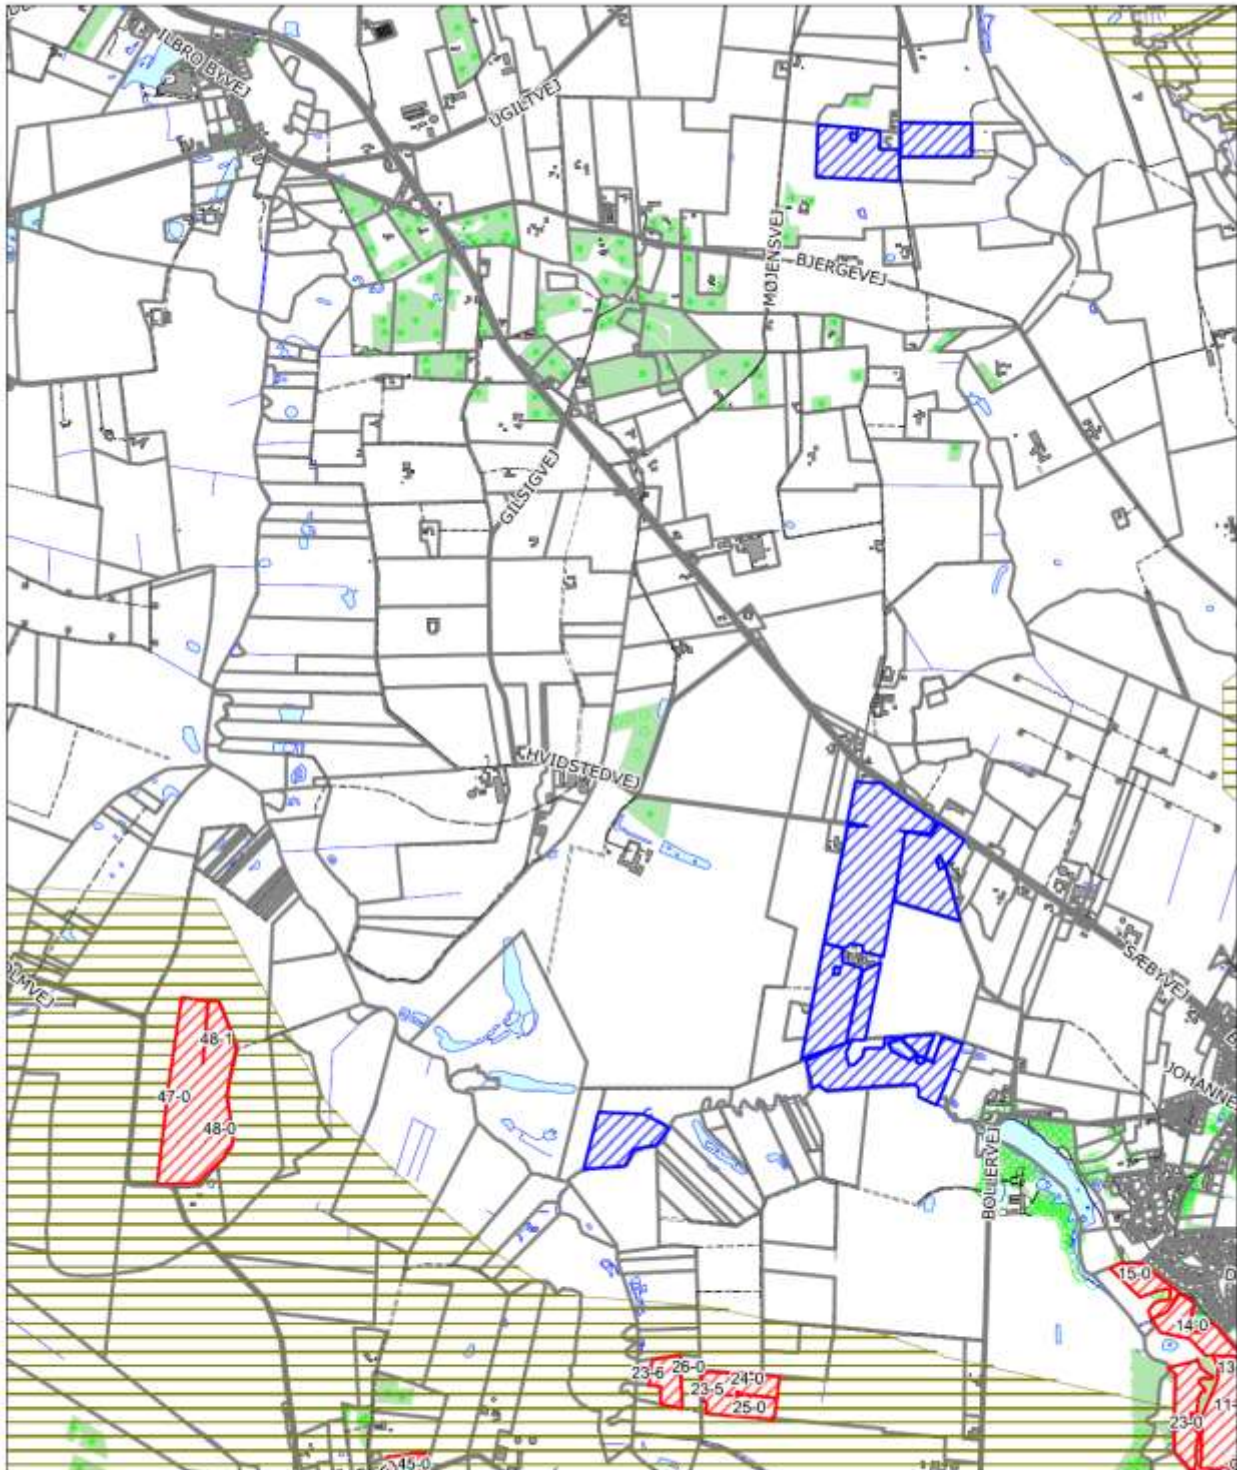 ILBRO BYVEJ
UGILTVEJ
MØJENSVEJ
BJERGEVEJ
GILSIGVEJ
HVIDSTEDVEJ
SÆBYVEJ
OLMVEJ
48-1
47-0
48-0
JOHANNE
BOLLERVEJ
15-0
14-0
26-0
23-6
24-0
23-5
25-0
13
11-
23-0
45-0